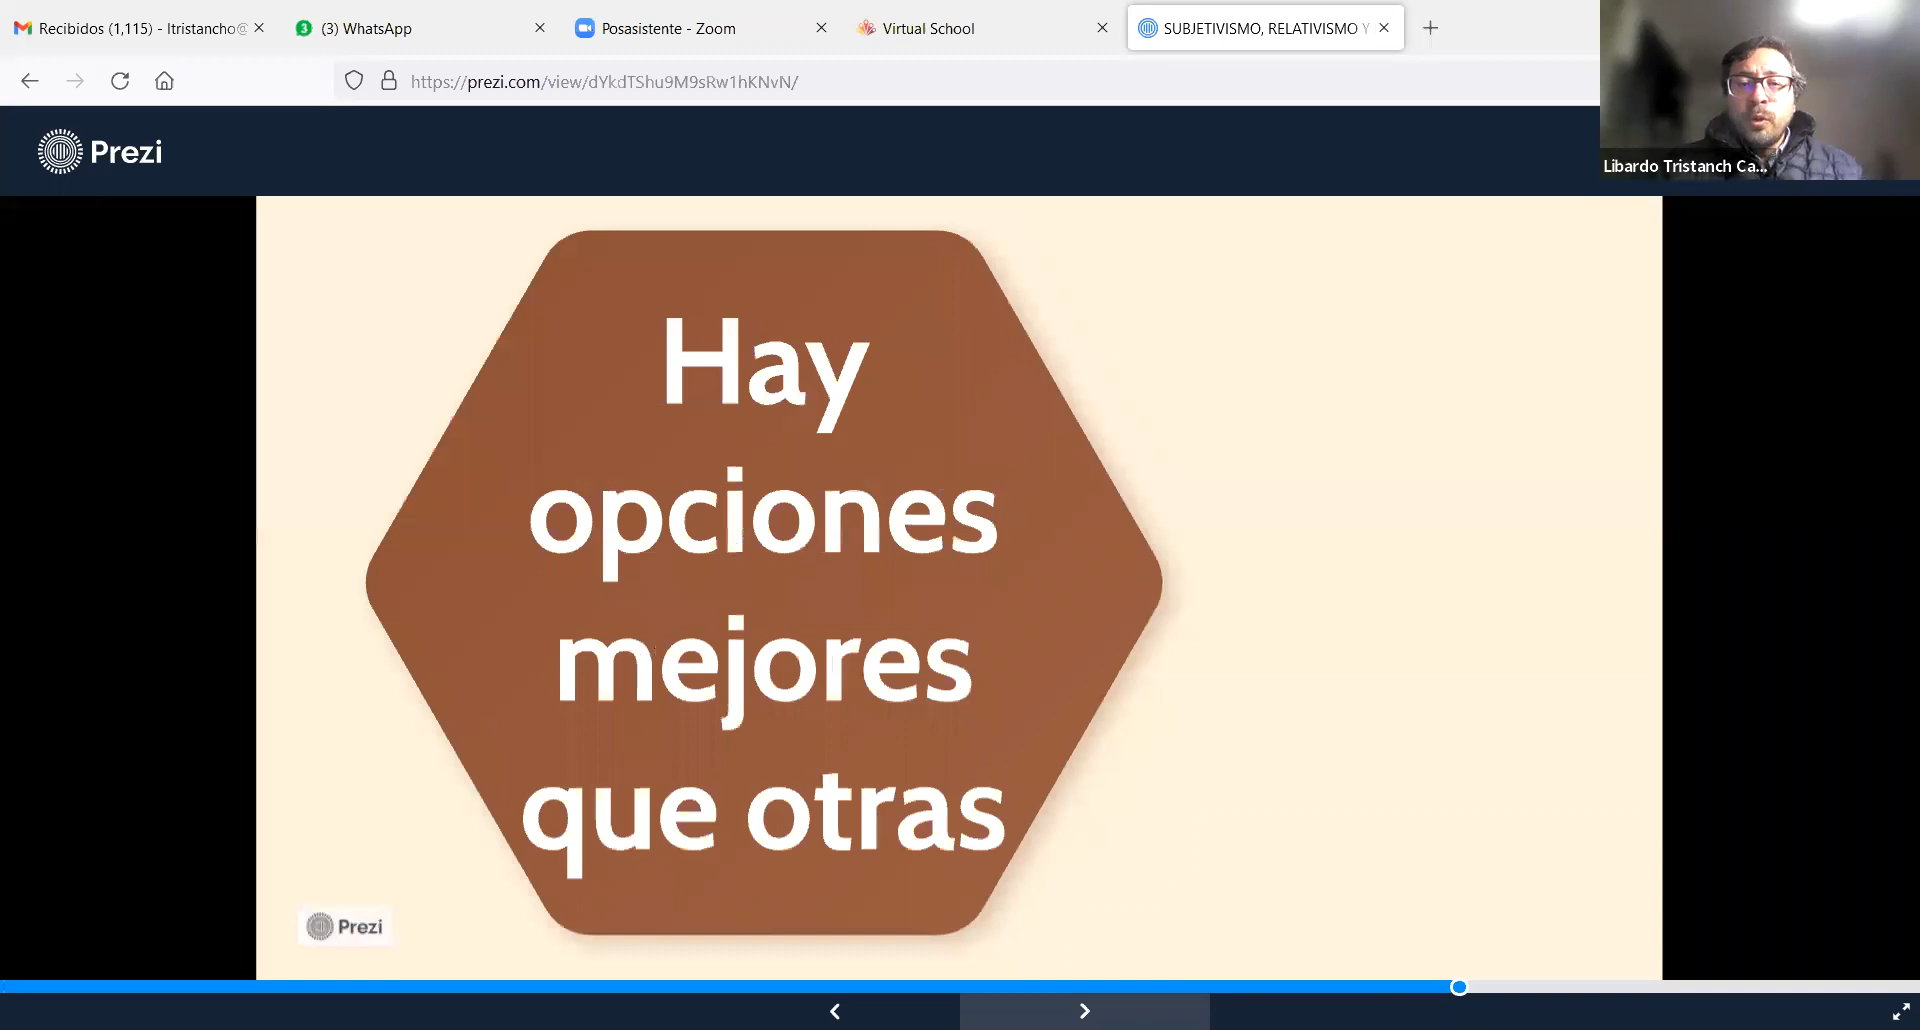 Recibidos (1,115) - ltristancho@
(3) WhatsApp
Posasistente - Zoom
Virtual School
SUBJETIVISMO, RELATIVISMO Y
https://prezi.com/view/dYkdTShu9M9sRw1hKNvN/
Prezi
Libardo Tristanch Ca...
Hay
opciones
mejores
que otras
Prezi